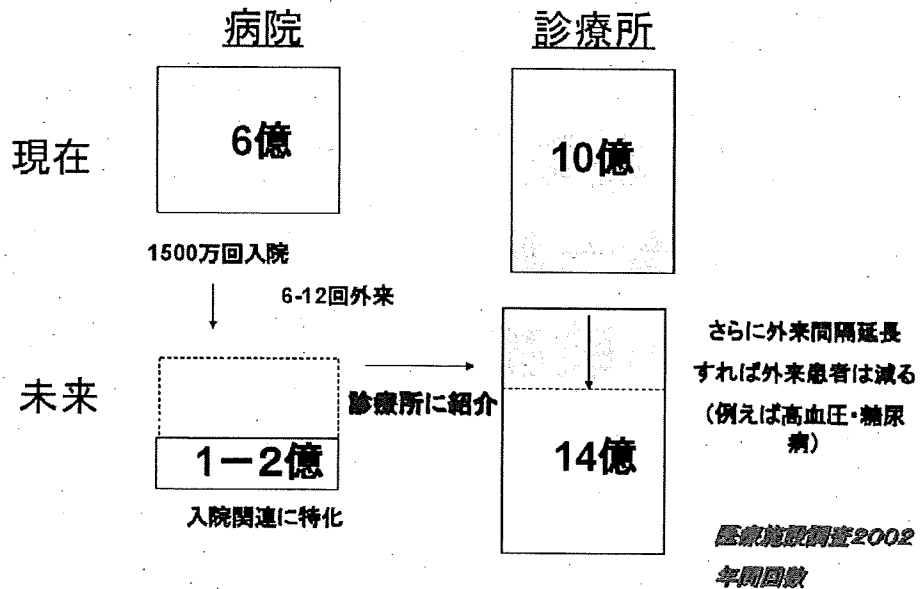 病院
診療所
現在
6億
10億
1500万回入院
6-12回外来
未来
診療所に紹介
1－2億
入院関連に特化
14億
さらに外来間隔延長
すれば外来患者は減る
(例えば高血圧・糖尿
病)
医療施設調査2002
年間回数